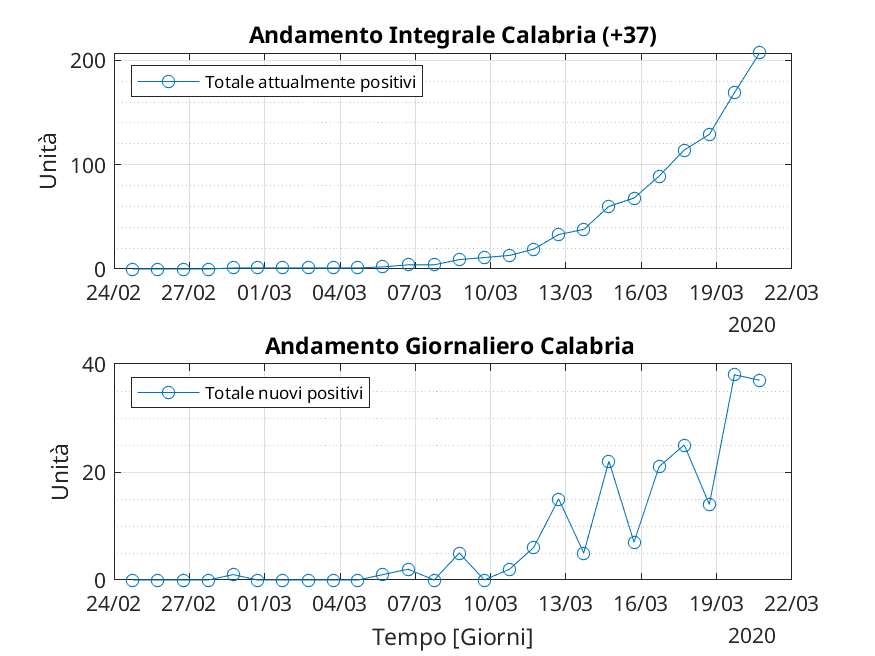 Andamento Integrale Calabria (+37)
200
Totale attualmente positivi
Unità
100
0
24/02 27/02 01/03 04/03 07/03 10/03 13/03 16/03 19/03 22/03
2020
Andamento Giornaliero Calabria
40
Totale nuovi positivi
Unità
20
0
24/02 27/02 01/03 04/03 07/03 10/03 13/03 16/03 19/03 22/03
Tempo [Giorni] 2020